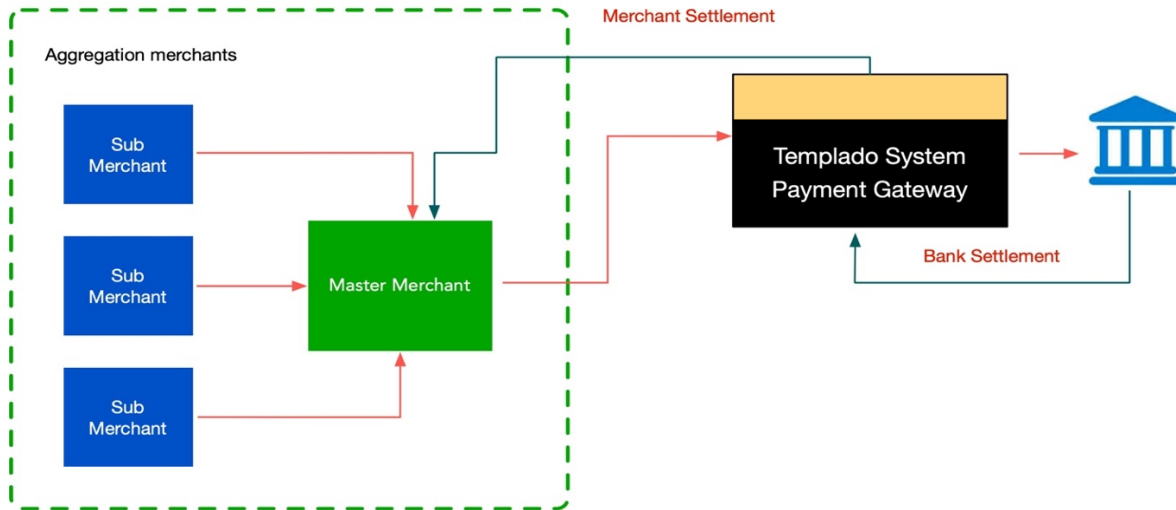 Merchant Settlement
Aggregation merchants
Sub
Merchant
Sub
Merchant
Sub
Merchant
Master Merchant
Templado System
Payment Gateway
Bank Settlement